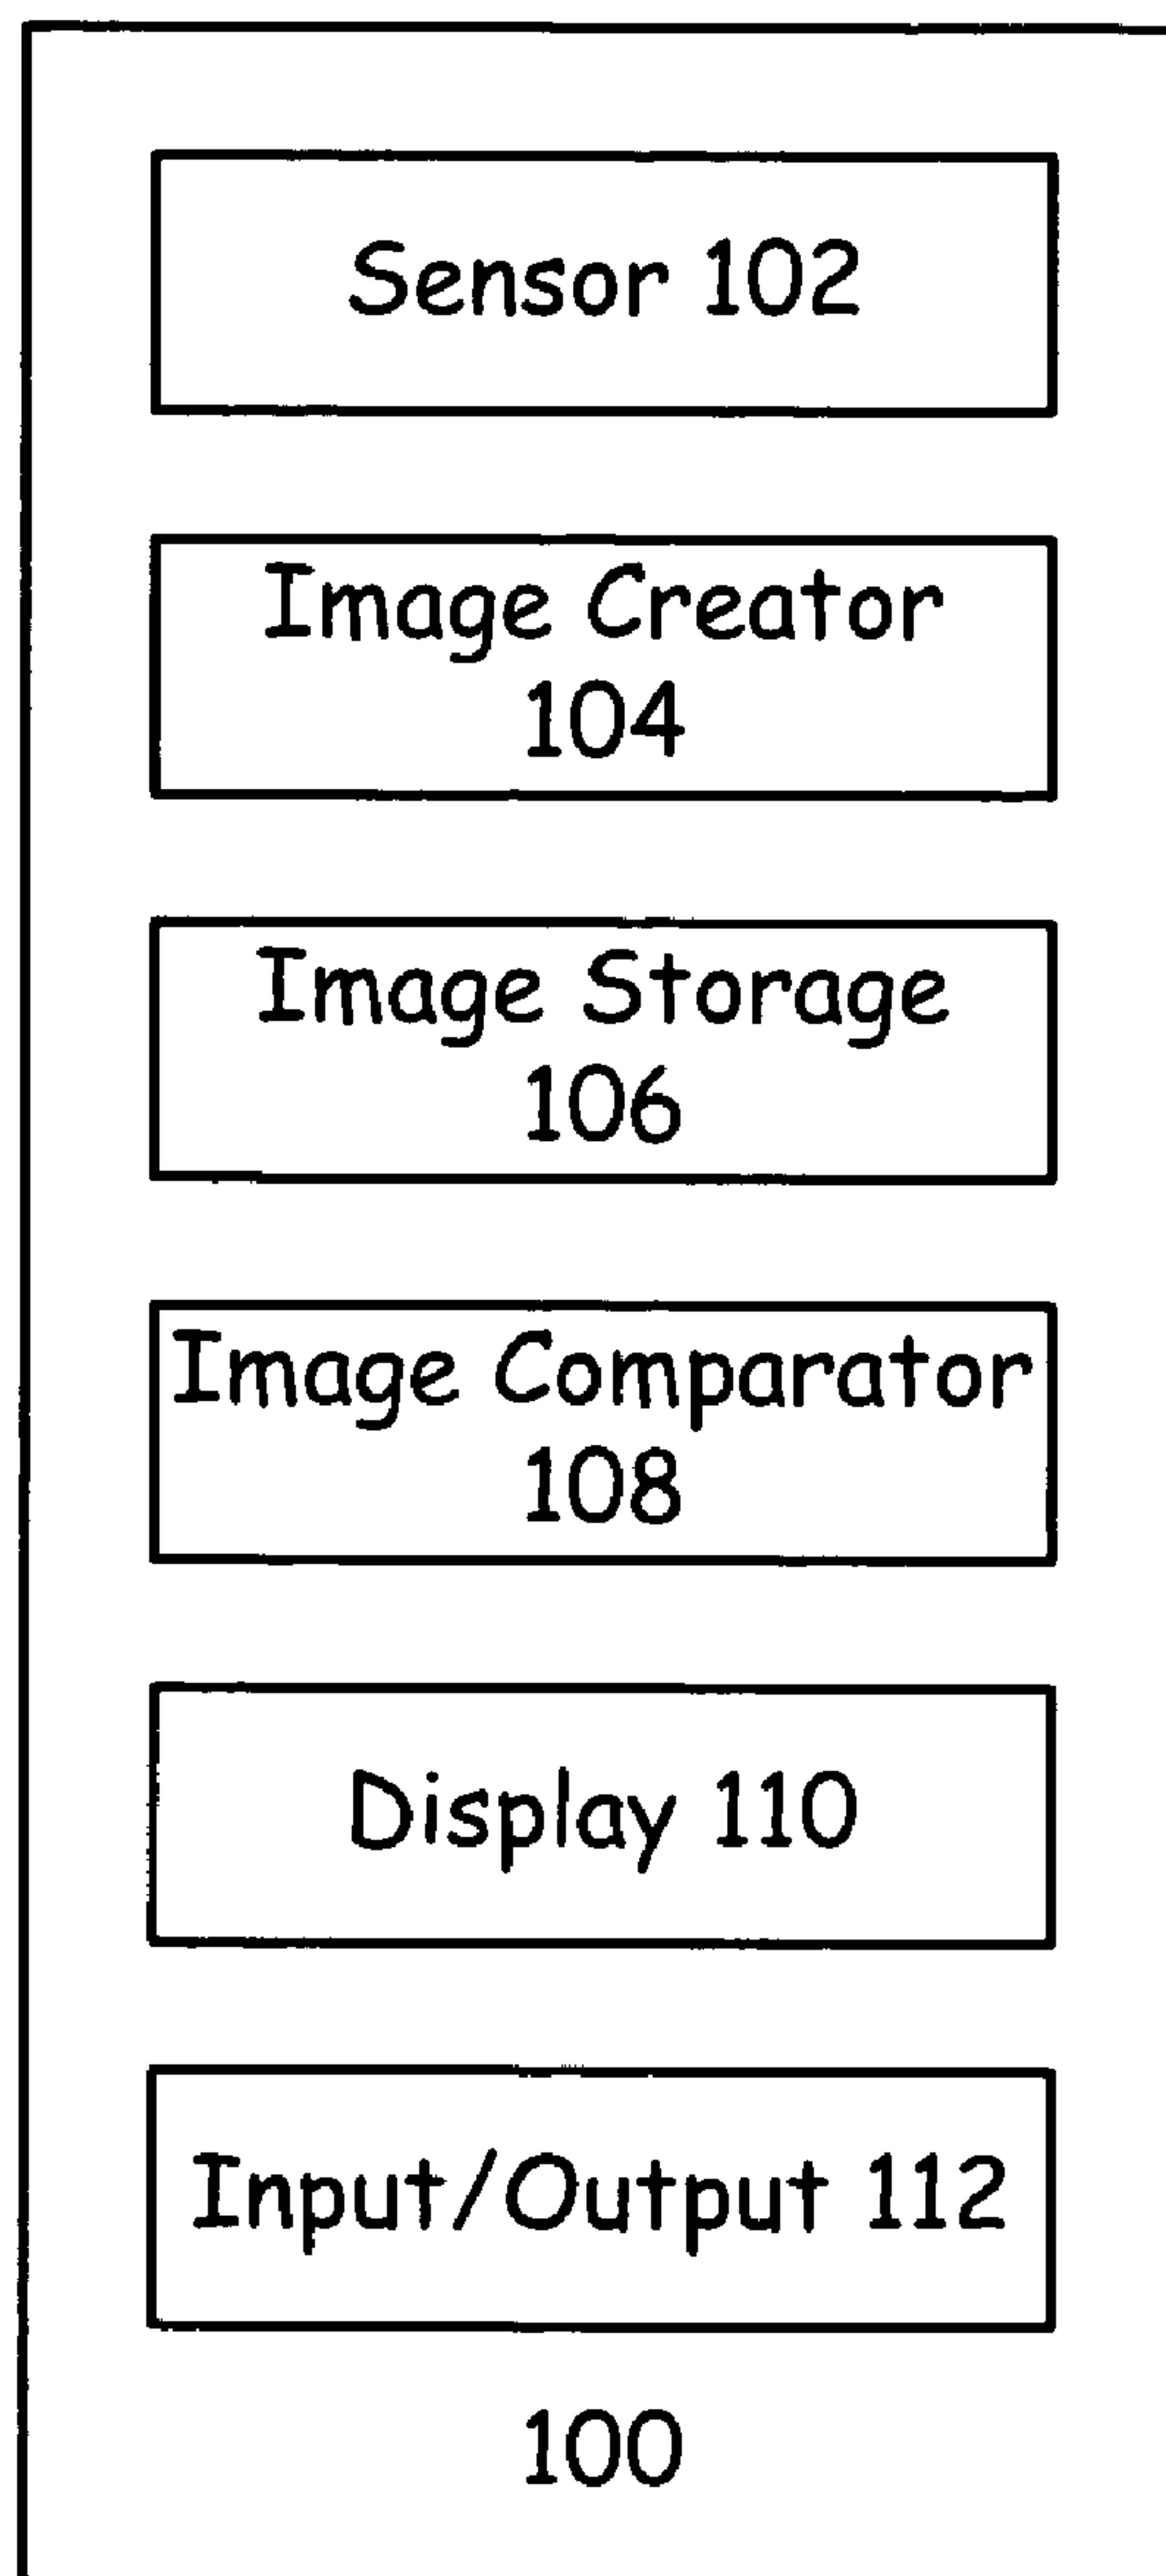 Sensor 102
Image Creator
104
Image Storage
106
Image Comparator
108
Display 110
Input/Output 112
100